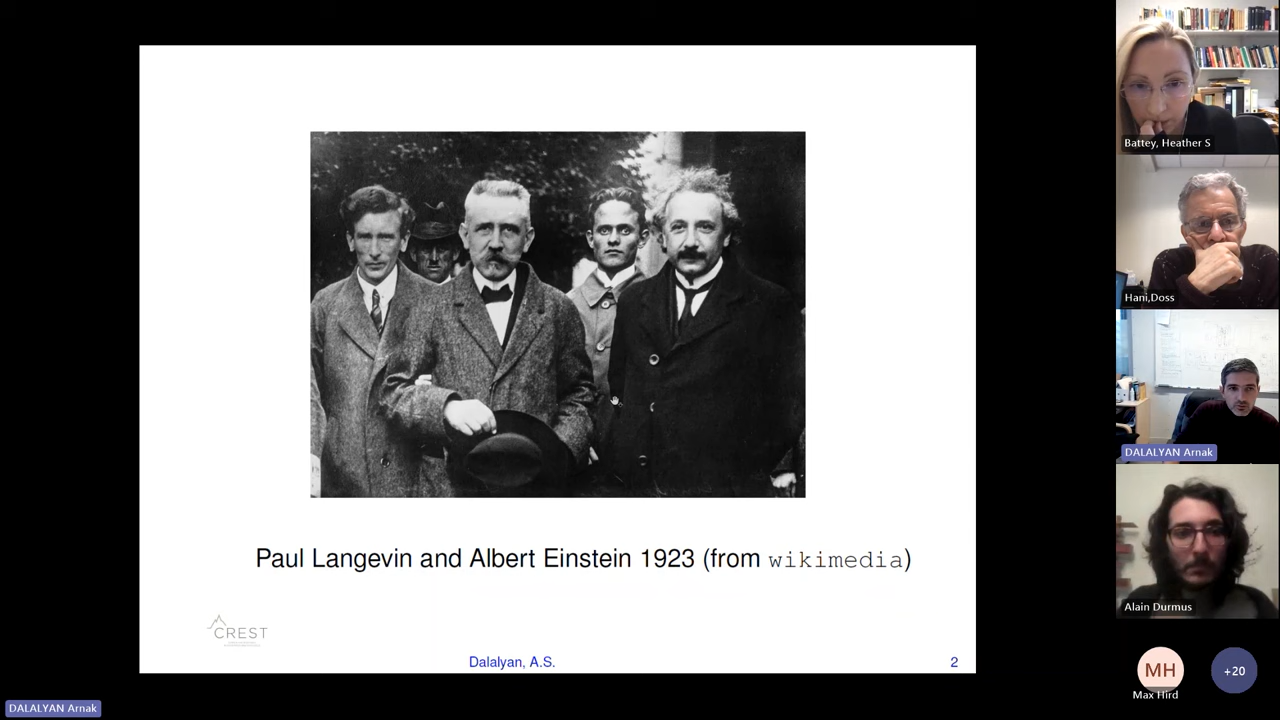 Paul Langevin and Albert Einstein 1923 (from wikimedia)
CREST
Dalalyan, A.S.
2
DALALYAN Arnak
Battey, Heather S
Hani,Doss
DALALYAN Arnak
Alain Durmus
MH
Max Hird
+20